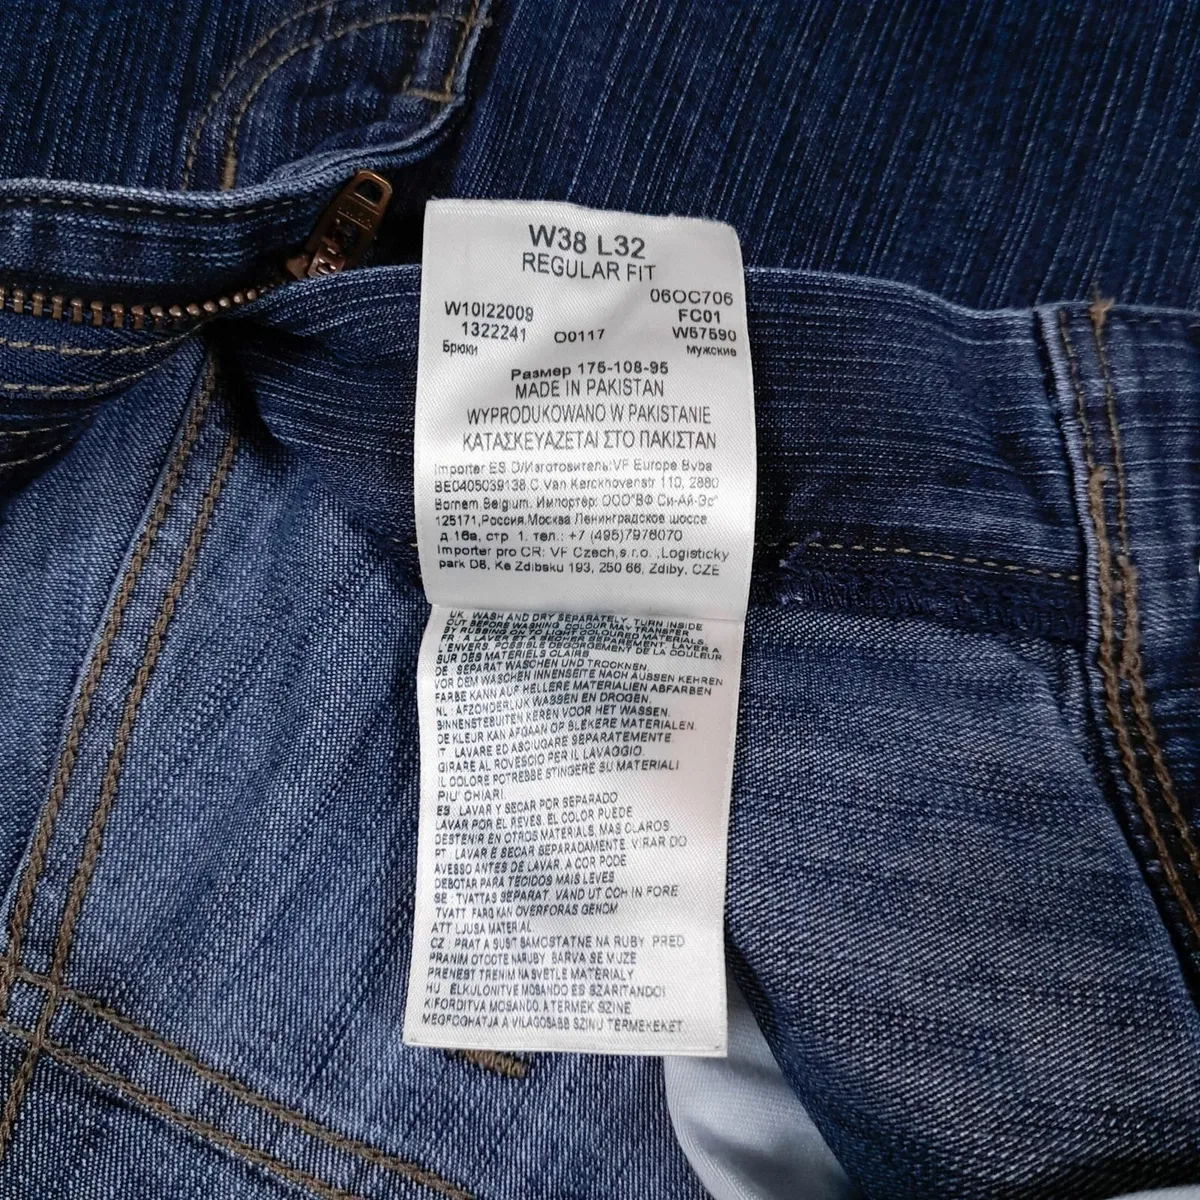 W38 L32
REGULAR FIT
06OC706
W10I22009 FC01
1322241 O0117 W57590
Брюки мужские
Размер 175-108-95
MADE IN PAKISTAN
WYPRODUKOWANO W PAKISTANIE
ΚΑΤΑΣΚΕΥΑΖΕΤΑΙ ΣΤΟ ΠΑΚΙΣΤΑΝ
Importer ES D/Изготовитель:VF Europe Bvba
BE0405039138.C.Van Kerckhovenstr 110, 2880
Bornem,Belgium. Импортер: ООО"ВФ Си-Ай-Эс"
125171,Россия,Москва Ленинградское шоссе
д.16а, стр 1. тел.: +7 (495)7976070
Importer pro CR: VF Czech,s.r.o. ,Logisticky
park D8, Ke Zdibsku 193, 250 66, Zdiby, CZE
UK: WASH AND DRY SEPARATELY, TURN INSIDE
OUT BEFORE WASHING. COLOUR MAY TRANSFER
BY RUBBING ON TO LIGHT COLOURED MATERIALS.
FR : A LAVER ET A SECHER SEPAREMENT. LAVER A
L'ENVERS. POSSIBLE DEGORGEMENT DE LA COULEUR
SUR DES MATERIELS CLAIRS
DE : SEPARAT WASCHEN UND TROCKNEN,
VOR DEM WASCHEN INNENSEITE NACH AUSSEN KEHREN
FARBE KANN AUF HELLERE MATERIALIEN ABFARBEN
NL : AFZONDERLIJK WASSEN EN DROGEN.
BINNENSTEBUITEN KEREN VOOR HET WASSEN.
DE KLEUR KAN AFGAAN OP BLEKERE MATERIALEN.
IT : LAVARE ED ASCIUGARE SEPARATEMENTE.
GIRARE AL ROVESCIO PER IL LAVAGGIO.
IL COLORE POTREBBE STINGERE SU MATERIALI
PIU' CHIARI
ES : LAVAR Y SECAR POR SEPARADO
LAVAR POR EL REVES. EL COLOR PUEDE
DESTENIR EN OTROS MATERIALS, MAS CLAROS
PT : LAVAR E SECAR SEPARADAMENTE. VIRAR DO
AVESSO ANTES DE LAVAR. A COR PODE
DEBOTAR PARA TECIDOS MAIS LEVES
SE : TVATTAS SEPARAT. VAND UT OCH IN FORE
TVATT FARG KAN OVERFORAS GENOM
ATT LJUSA MATERIAL
CZ : PRAT A SUSIT SAMOSTATNE NA RUBY PRED
PRANIM OTOCTE NARUBY BARVA SE MUZE
PRENEST TRENIM NA SVETLE MATERIALY
HU : ELKULONITVE MOSANDO ES SZARITANDO!
KIFORDITVA MOSANDO. A TERMEK SZINE
MEGFOGHATJA A VILAGOSABB SZINU TERMEKEKET